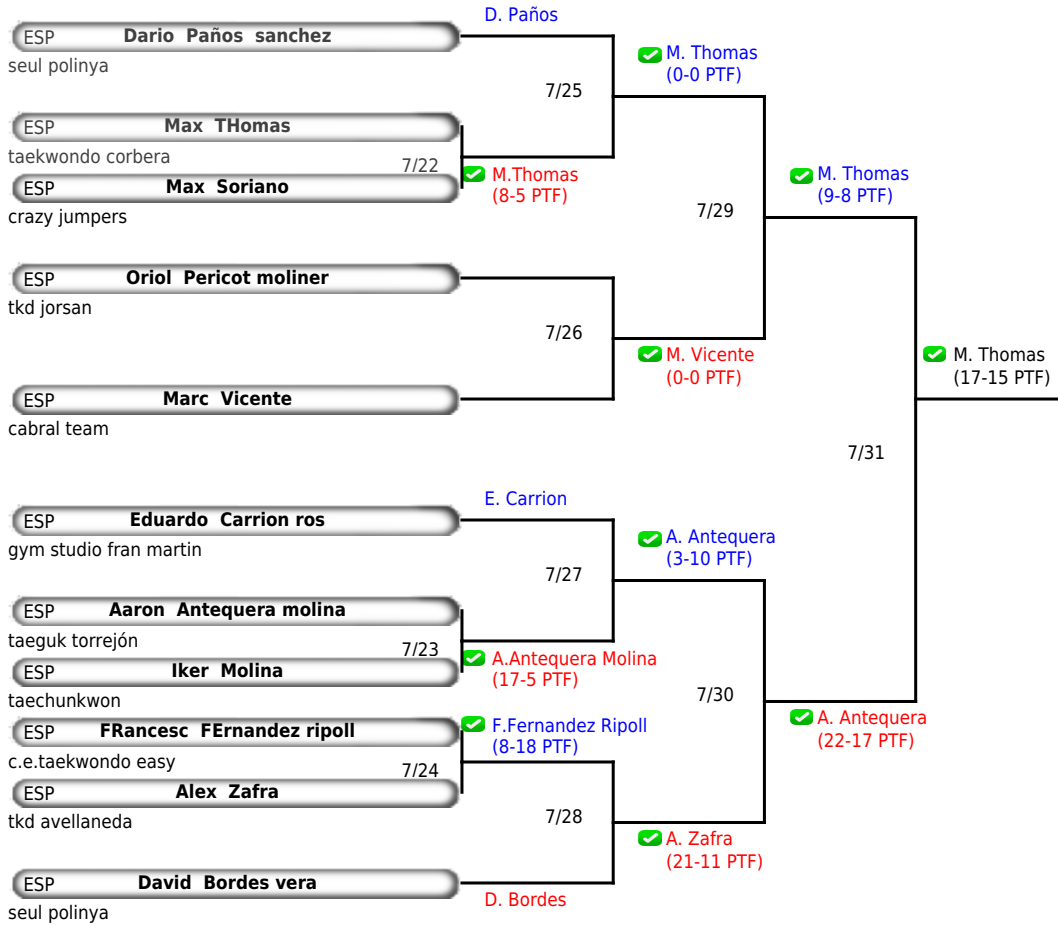 D. Paños
ESP Dario Paños sanchez
seul polinya
M. Thomas
(0-0 PTF)
7/25
ESP Max THomas
taekwondo corbera
7/22
M.Thomas
(8-5 PTF)
ESP Max Soriano
crazy jumpers
M. Thomas
(9-8 PTF)
7/29
ESP Oriol Pericot moliner
tkd jorsan
7/26
M. Vicente
(0-0 PTF)
M. Thomas
(17-15 PTF)
ESP Marc Vicente
cabral team
7/31
E. Carrion
ESP Eduardo Carrion ros
gym studio fran martin
A. Antequera
(3-10 PTF)
7/27
ESP Aaron Antequera molina
taeguk torrejón
7/23
A.Antequera Molina
(17-5 PTF)
ESP Iker Molina
taechunkwon
7/30
A. Antequera
(22-17 PTF)
ESP FRancesc FErnandez ripoll
c.e.taekwondo easy
F.Fernandez Ripoll
(8-18 PTF)
7/24
ESP Alex Zafra
tkd avellaneda
7/28
A. Zafra
(21-11 PTF)
ESP David Bordes vera
seul polinya
D. Bordes